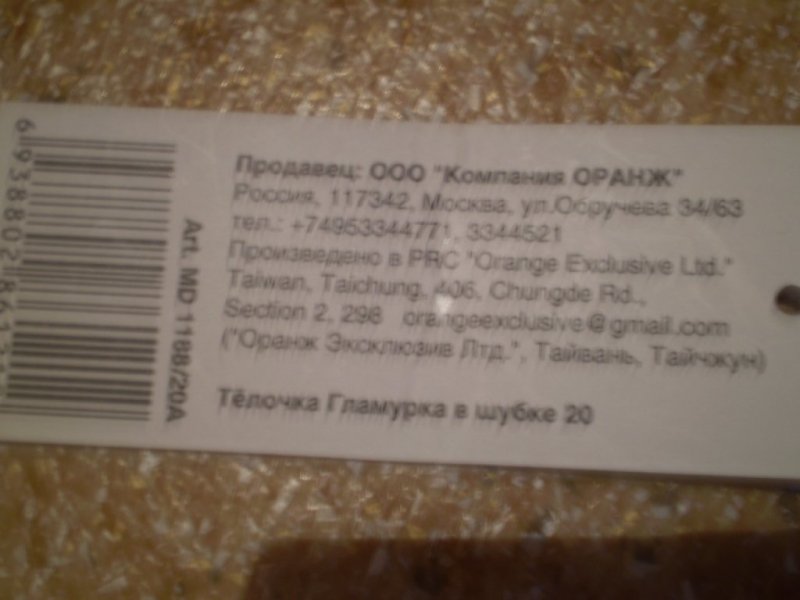 Продавец: ООО "Компания ОРАНЖ"
Россия, 117342, Москва, ул.Обручева 34/63
тел.: +74953344771, 3344521
Произведено в PRC "Orange Exclusive Ltd."
Taiwan, Taichung, 406, Chungde Rd.,
Section 2, 298 orangeexclusive@gmail.com
("Оранж Эксклюзив Лтд.", Тайвань, Тайчжун)
Тёлочка Гламурка в шубке 20
Art. MD 1188/20A